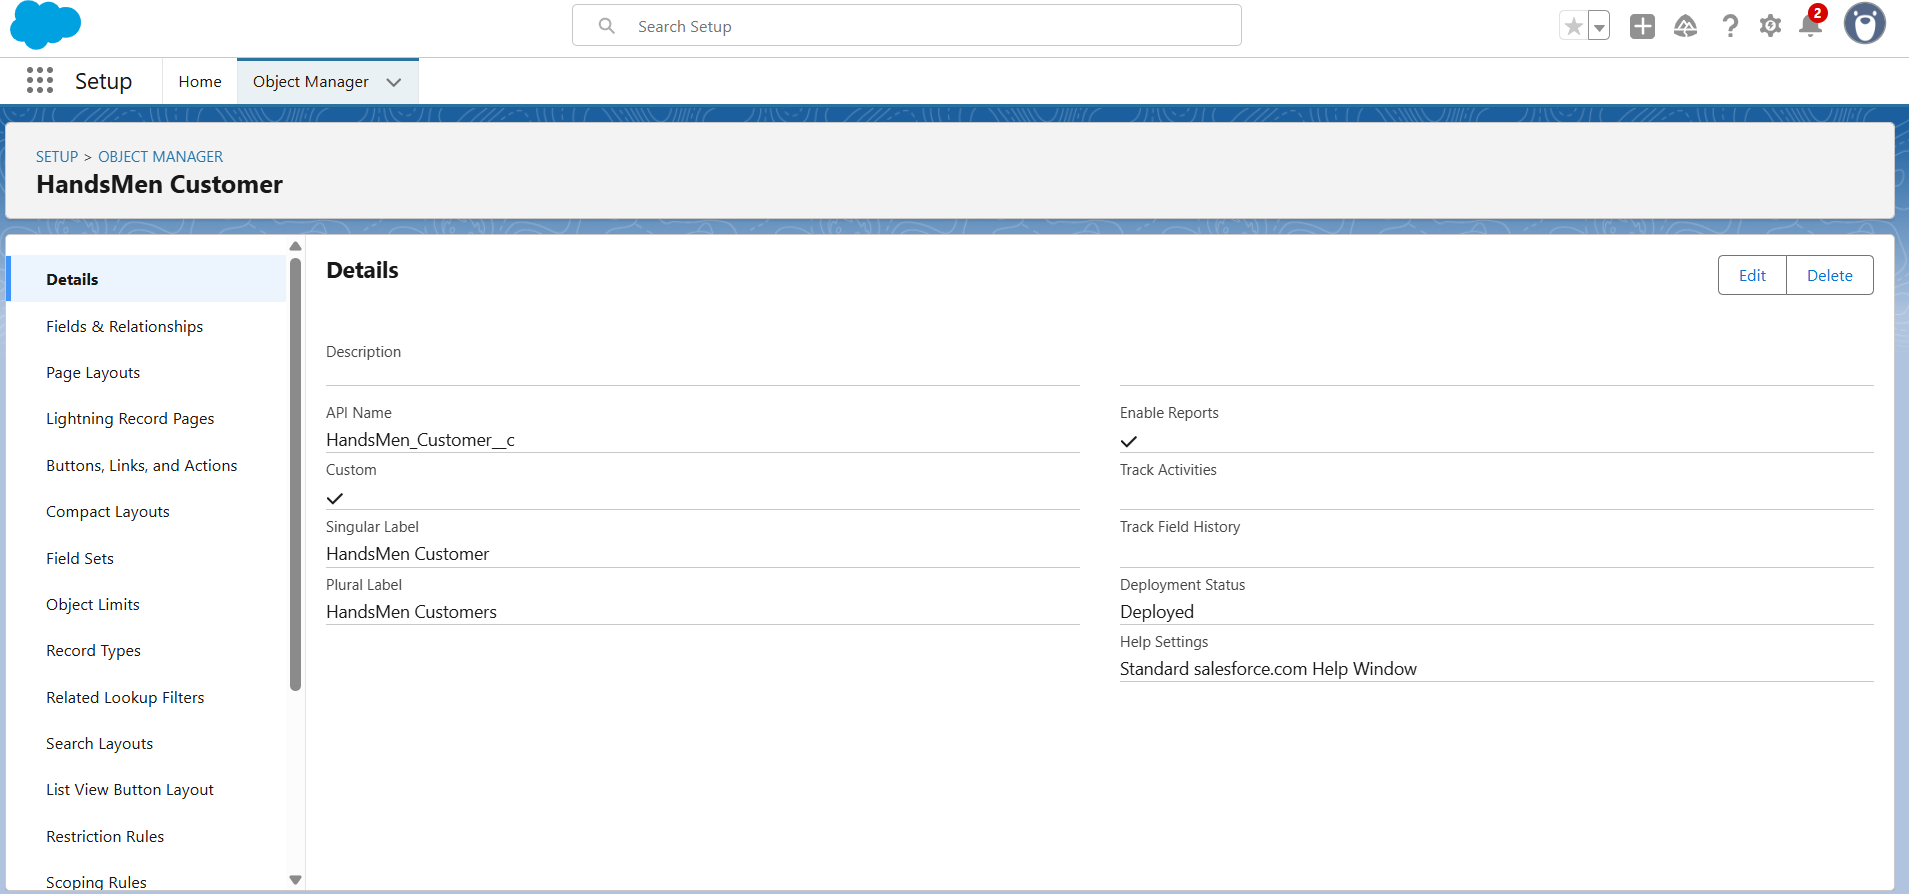 Search Setup
2
Setup
Home
Object Manager
SETUP > OBJECT MANAGER
HandsMen Customer
Details
Fields & Relationships
Page Layouts
Lightning Record Pages
Buttons, Links, and Actions
Compact Layouts
Field Sets
Object Limits
Record Types
Related Lookup Filters
Search Layouts
List View Button Layout
Restriction Rules
Scoping Rules
Details
Edit
Delete
Description
API Name
HandsMen_Customer__c
Custom
Singular Label
HandsMen Customer
Plural Label
HandsMen Customers
Enable Reports
Track Activities
Track Field History
Deployment Status
Deployed
Help Settings
Standard salesforce.com Help Window